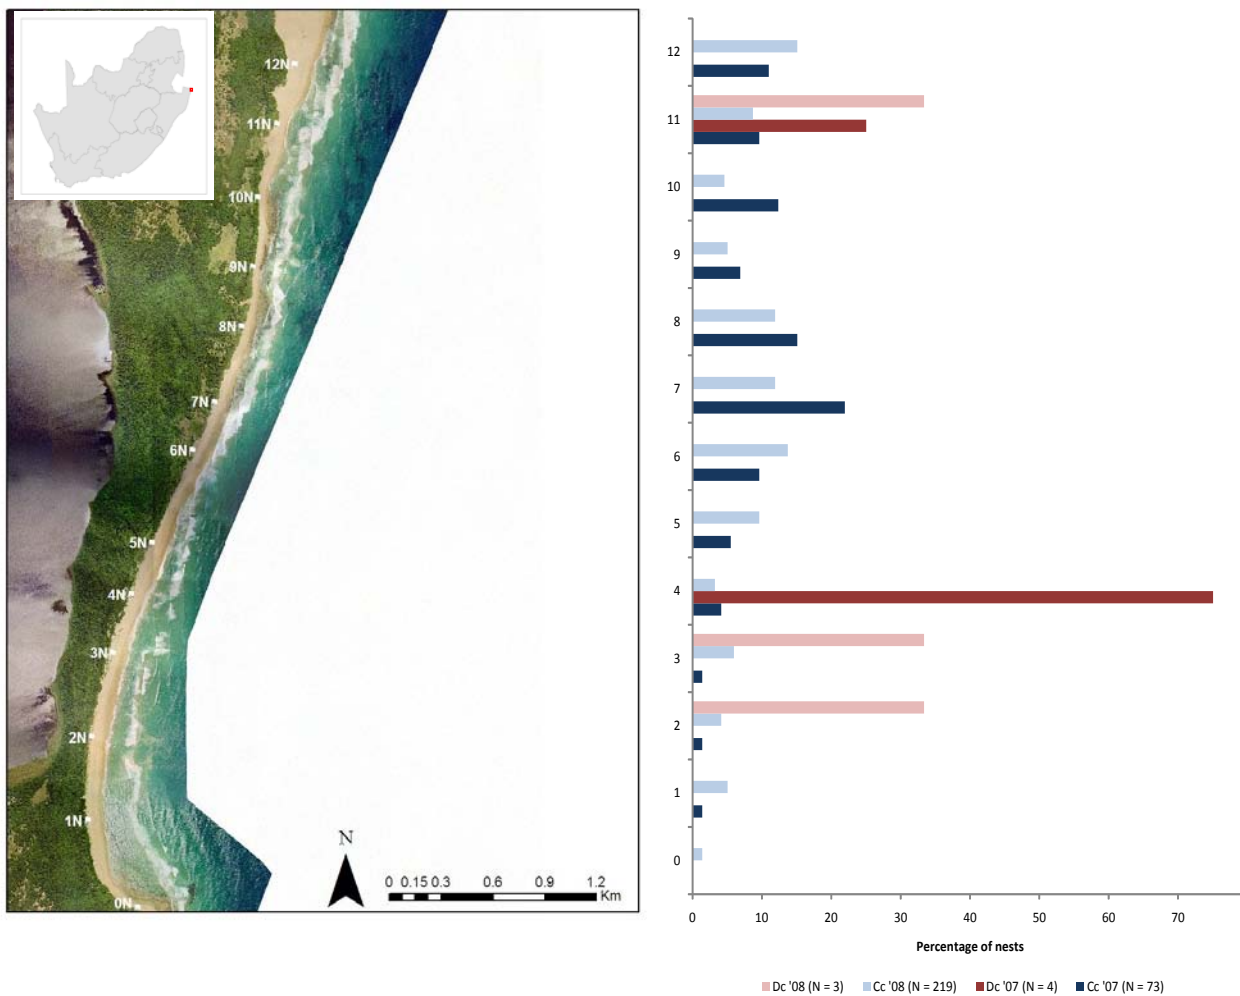 12N
11N
10N
9N
8N
7N
6N
5N
4N
3N
2N
1N
0N
N
0 0.15 0.3 0.6 0.9 1.2
Km
12
11
10
9
8
7
6
5
4
3
2
1
0
0 10 20 30 40 50 60 70
Percentage of nests
Dc '08 (N = 3) Cc '08 (N = 219) Dc '07 (N = 4) Cc '07 (N = 73)